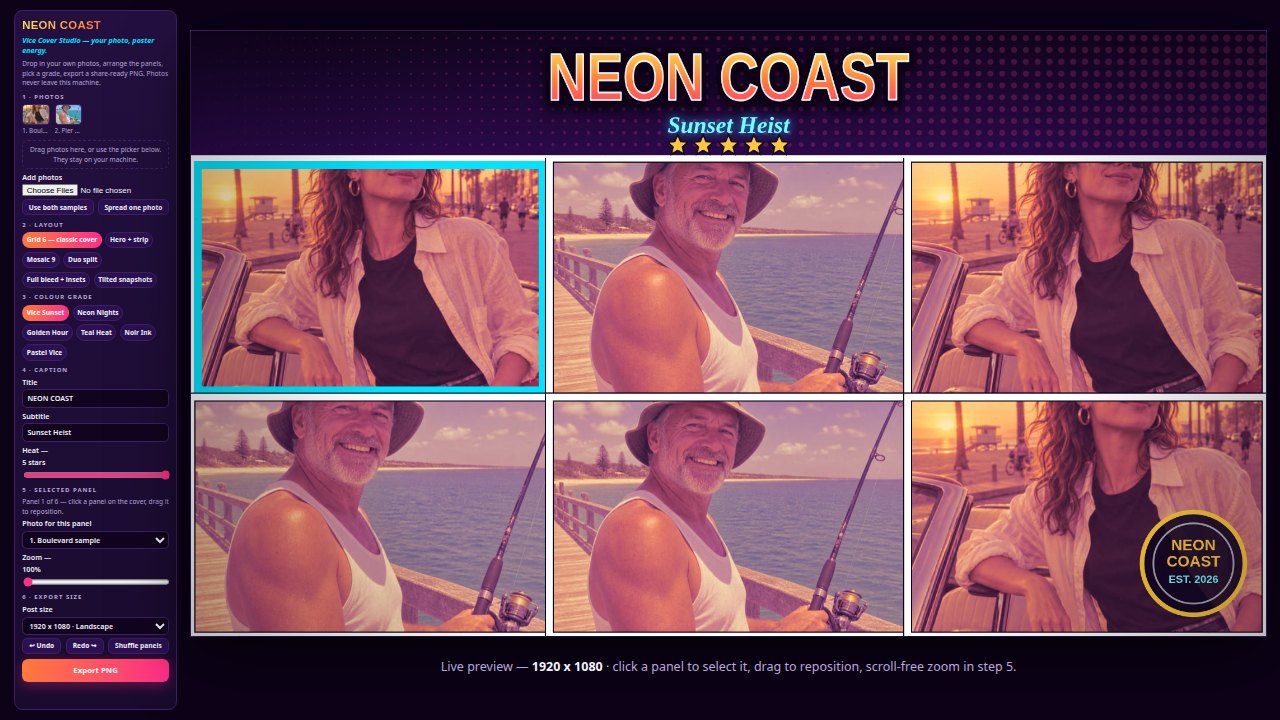 NEON COAST
Vice Cover Studio — your photo, poster
energy.
Drop in your own photos, arrange the panels,
pick a grade, export a share-ready PNG. Photos
never leave this machine.
1 · PHOTOS
1. Boul... 2. Pier ...
Drag photos here, or use the picker below.
They stay on your machine.
Add photos
Choose Files No file chosen
Use both samples Spread one photo
2 · LAYOUT
Grid 6 — classic cover Hero + strip
Mosaic 9 Duo split
Full bleed + insets Tilted snapshots
3 · COLOUR GRADE
Vice Sunset Neon Nights
Golden Hour Teal Heat Noir Ink
Pastel Vice
4 · CAPTION
Title
NEON COAST
Subtitle
Sunset Heist
Heat —
5 stars
5 · SELECTED PANEL
Panel 1 of 6 — click a panel on the cover, drag it
to reposition.
Photo for this panel
1. Boulevard sample
Zoom —
100%
6 · EXPORT SIZE
Post size
1920 x 1080 · Landscape
↩ Undo Redo ↪ Shuffle panels
Export PNG
NEON COAST
Sunset Heist
NEON
COAST
EST. 2026
Live preview — 1920 x 1080 · click a panel to select it, drag to reposition, scroll-free zoom in step 5.